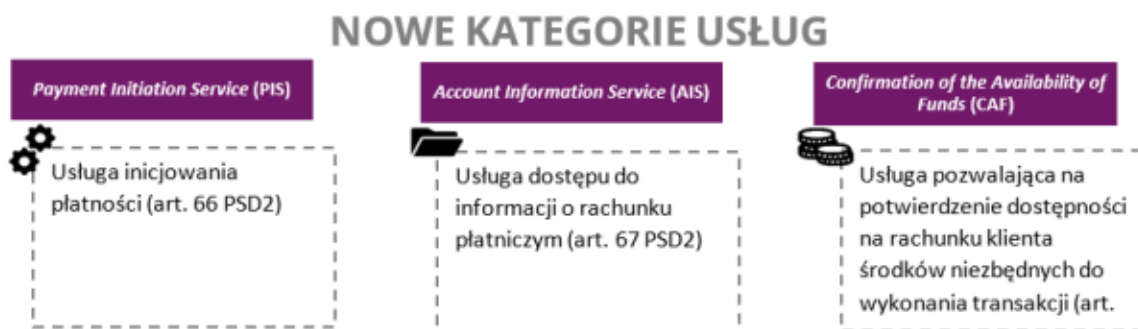 NOWE KATEGORIE USŁUG
Payment Initiation Service (PIS)
Usługa inicjowania
płatności (art. 66 PSD2)
Account Information Service (AIS)
Usługa dostępu do
informacji o rachunku
płatniczym (art. 67 PSD2)
Confirmation of the Availability of
Funds (CAF)
Usługa pozwalająca na
potwierdzenie dostępności
na rachunku klienta
środków niezbędnych do
wykonania transakcji (art.